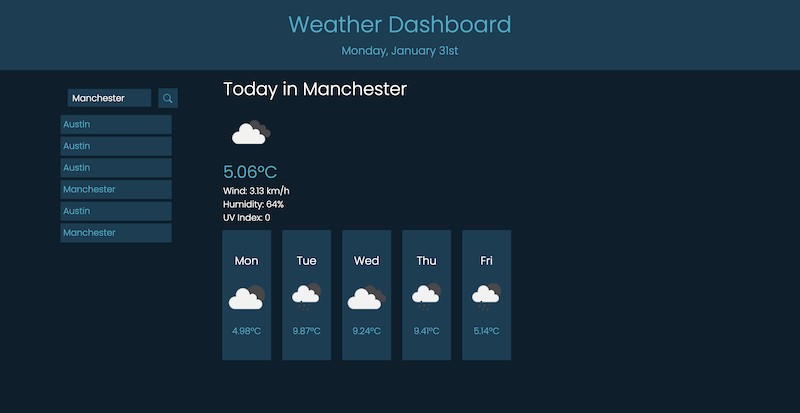 Weather Dashboard
Monday, January 31st
Manchester
Austin
Austin
Austin
Manchester
Austin
Manchester
Today in Manchester
5.06°C
Wind: 3.13 km/h
Humidity: 64%
UV Index: 0
Mon Tue Wed Thu Fri
4.98°C 9.87°C 9.24°C 9.41°C 5.14°C